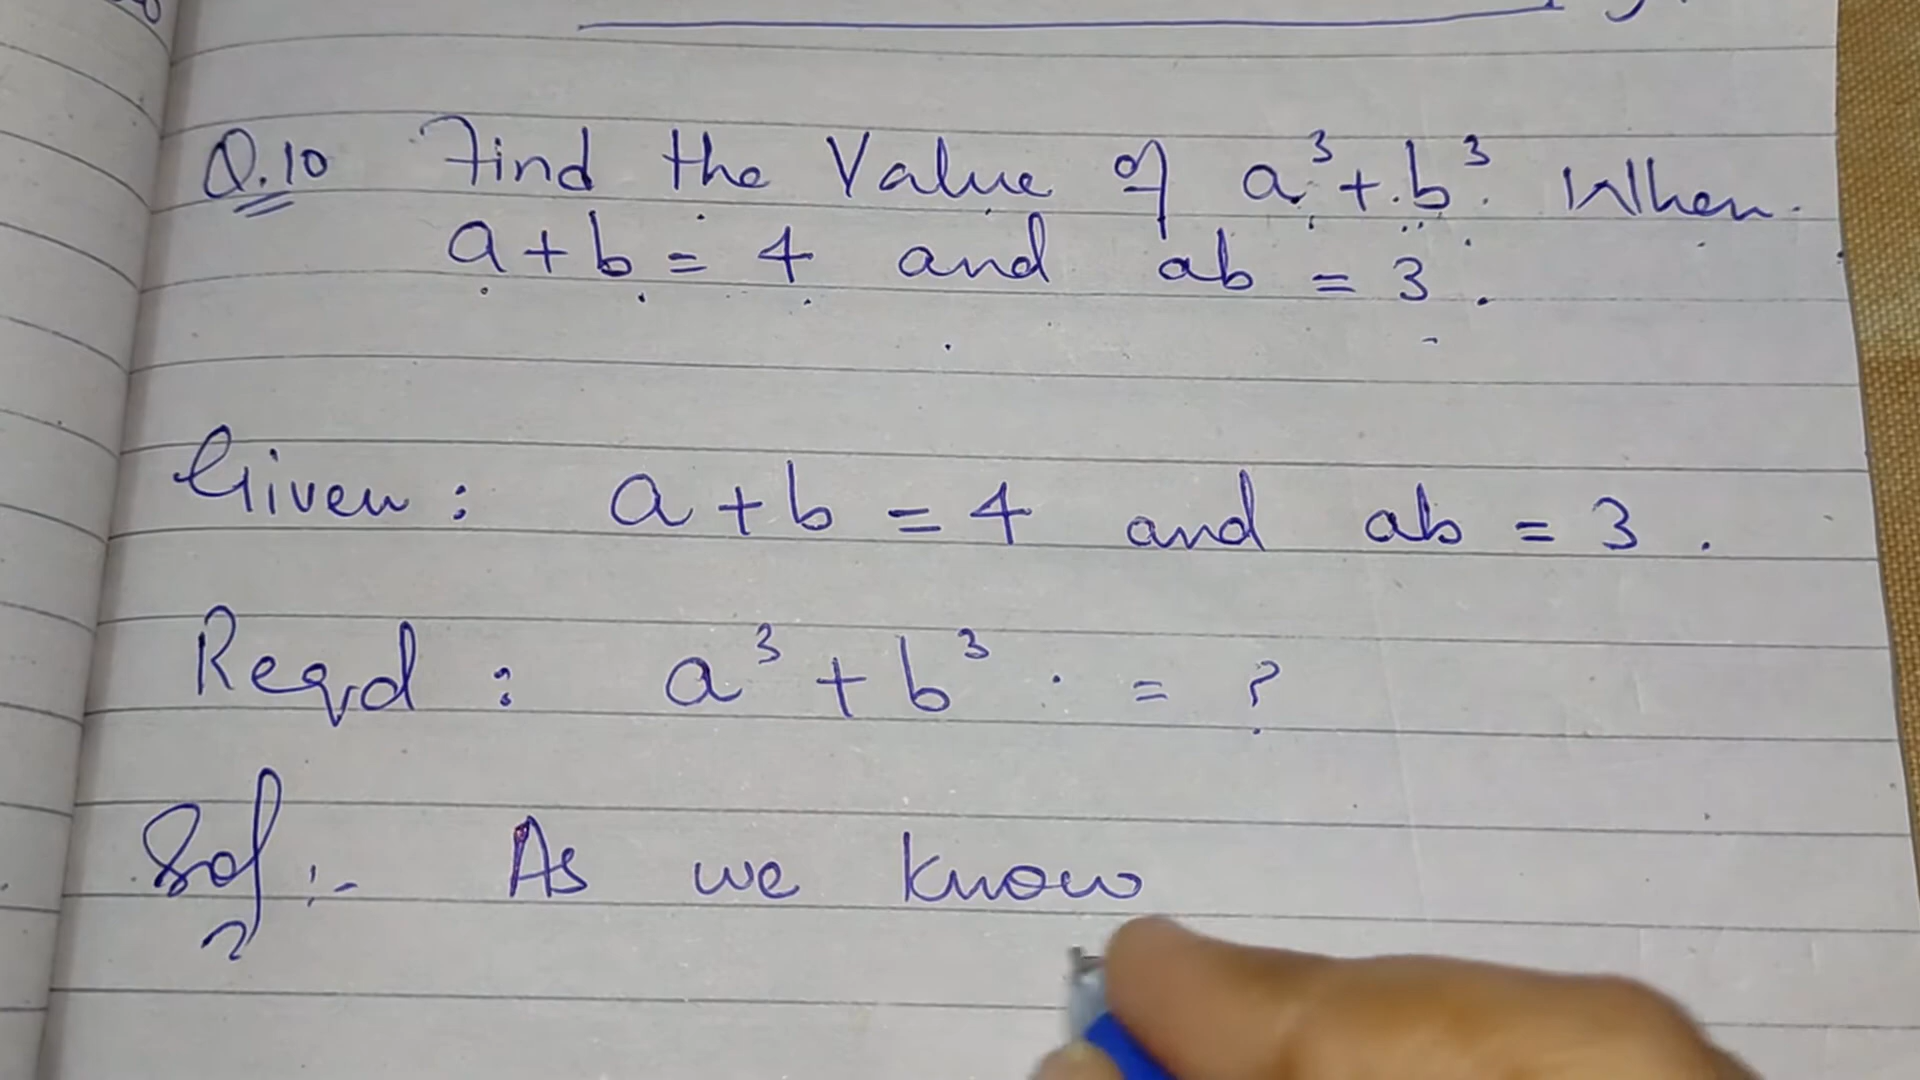 Q.10 Find the Value of a³ + b³ When
a + b = 4 and ab = 3.
Given : a + b = 4 and ab = 3 .
Reqd : a³ + b³ = ?
Sol :- As we know